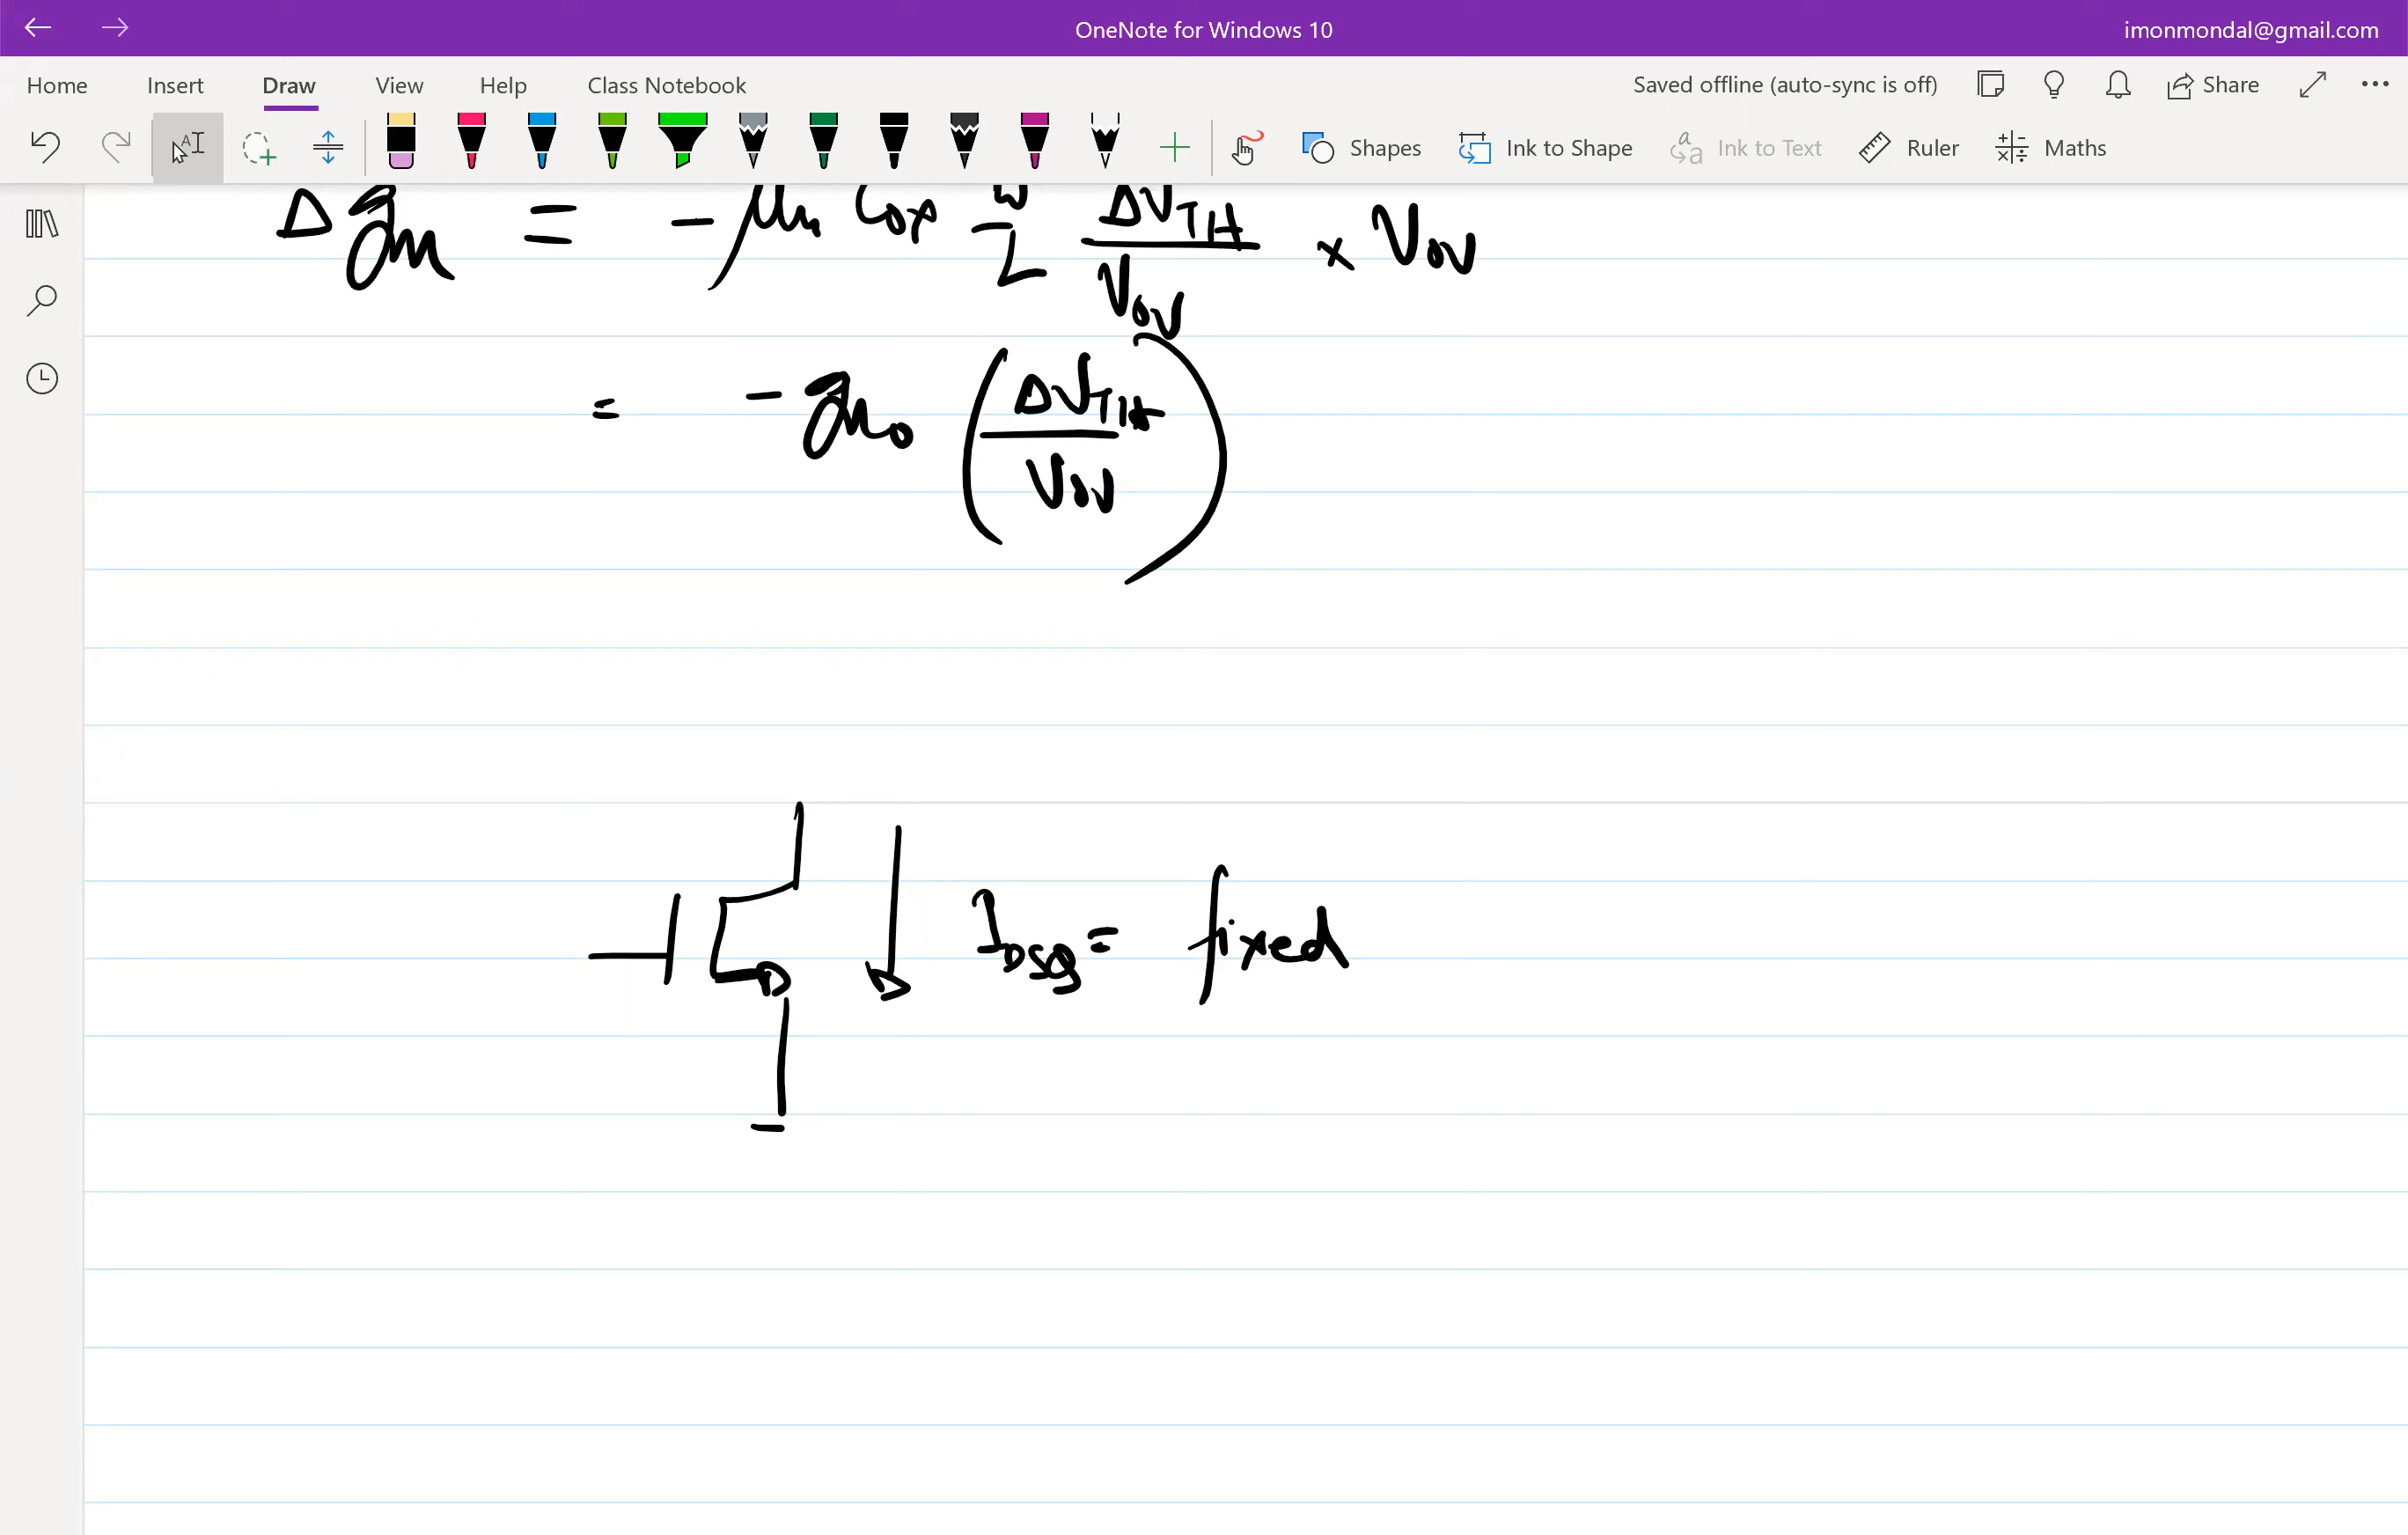 OneNote for Windows 10 imonmondal@gmail.com
Home Insert Draw View Help Class Notebook Saved offline (auto-sync is off) Share
Shapes Ink to Shape Ink to Text Ruler Maths
Δgm = -μn Cox W/L ΔVTH/VOV × VOV
= -gmo (ΔVTH/VOV)
IDSQ = fixed